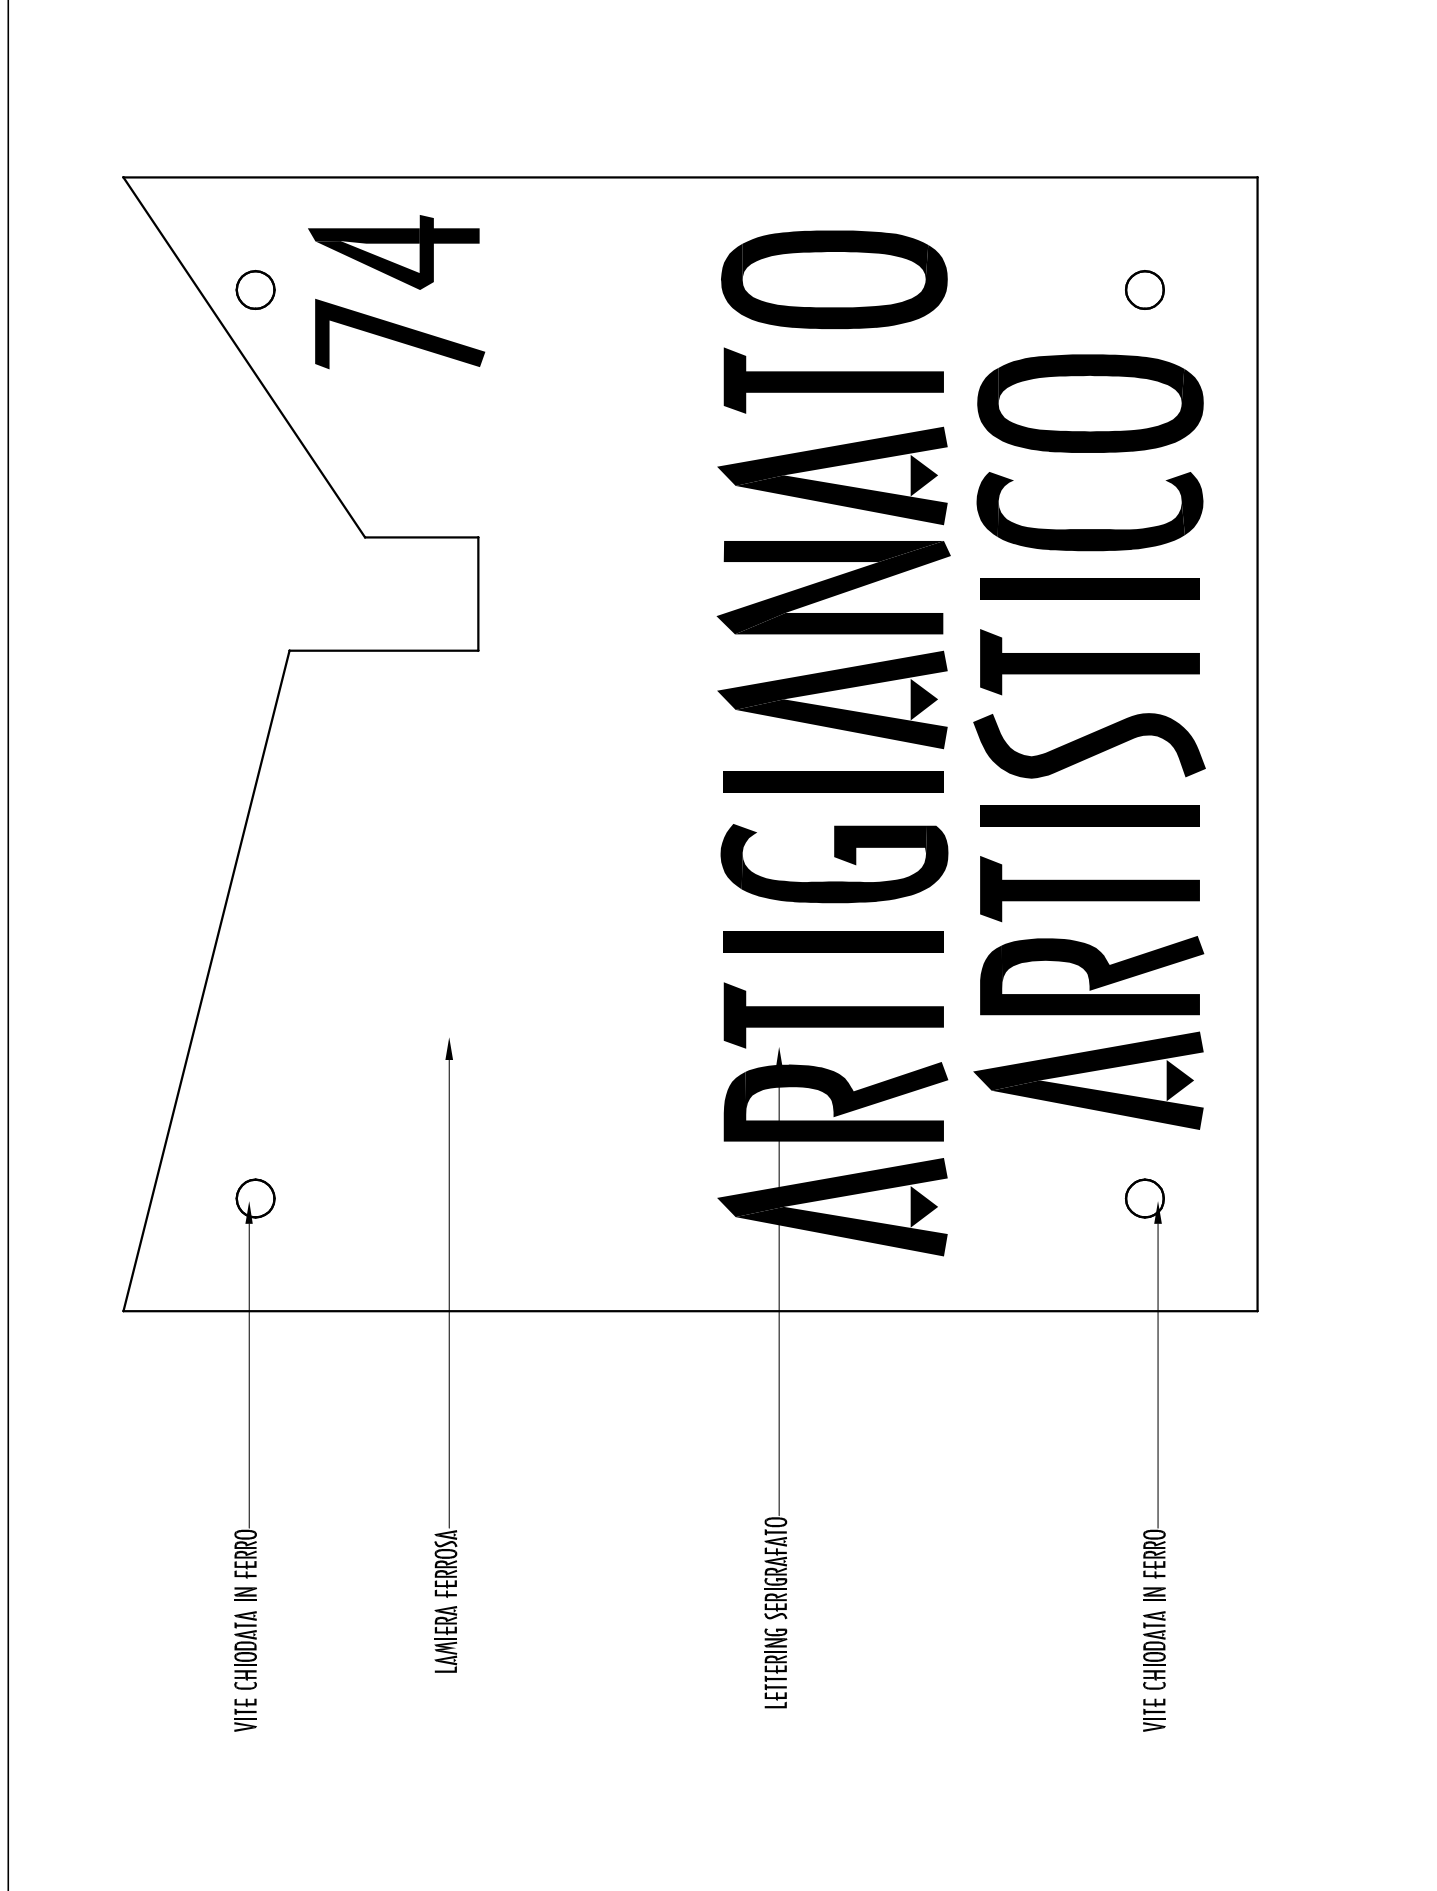 74
ARTIGIANATO
ARTISTICO
VITE CHIODATA IN FERRO
LAMIERA FERROSA
LETTERING SERIGRAFATO
VITE CHIODATA IN FERRO